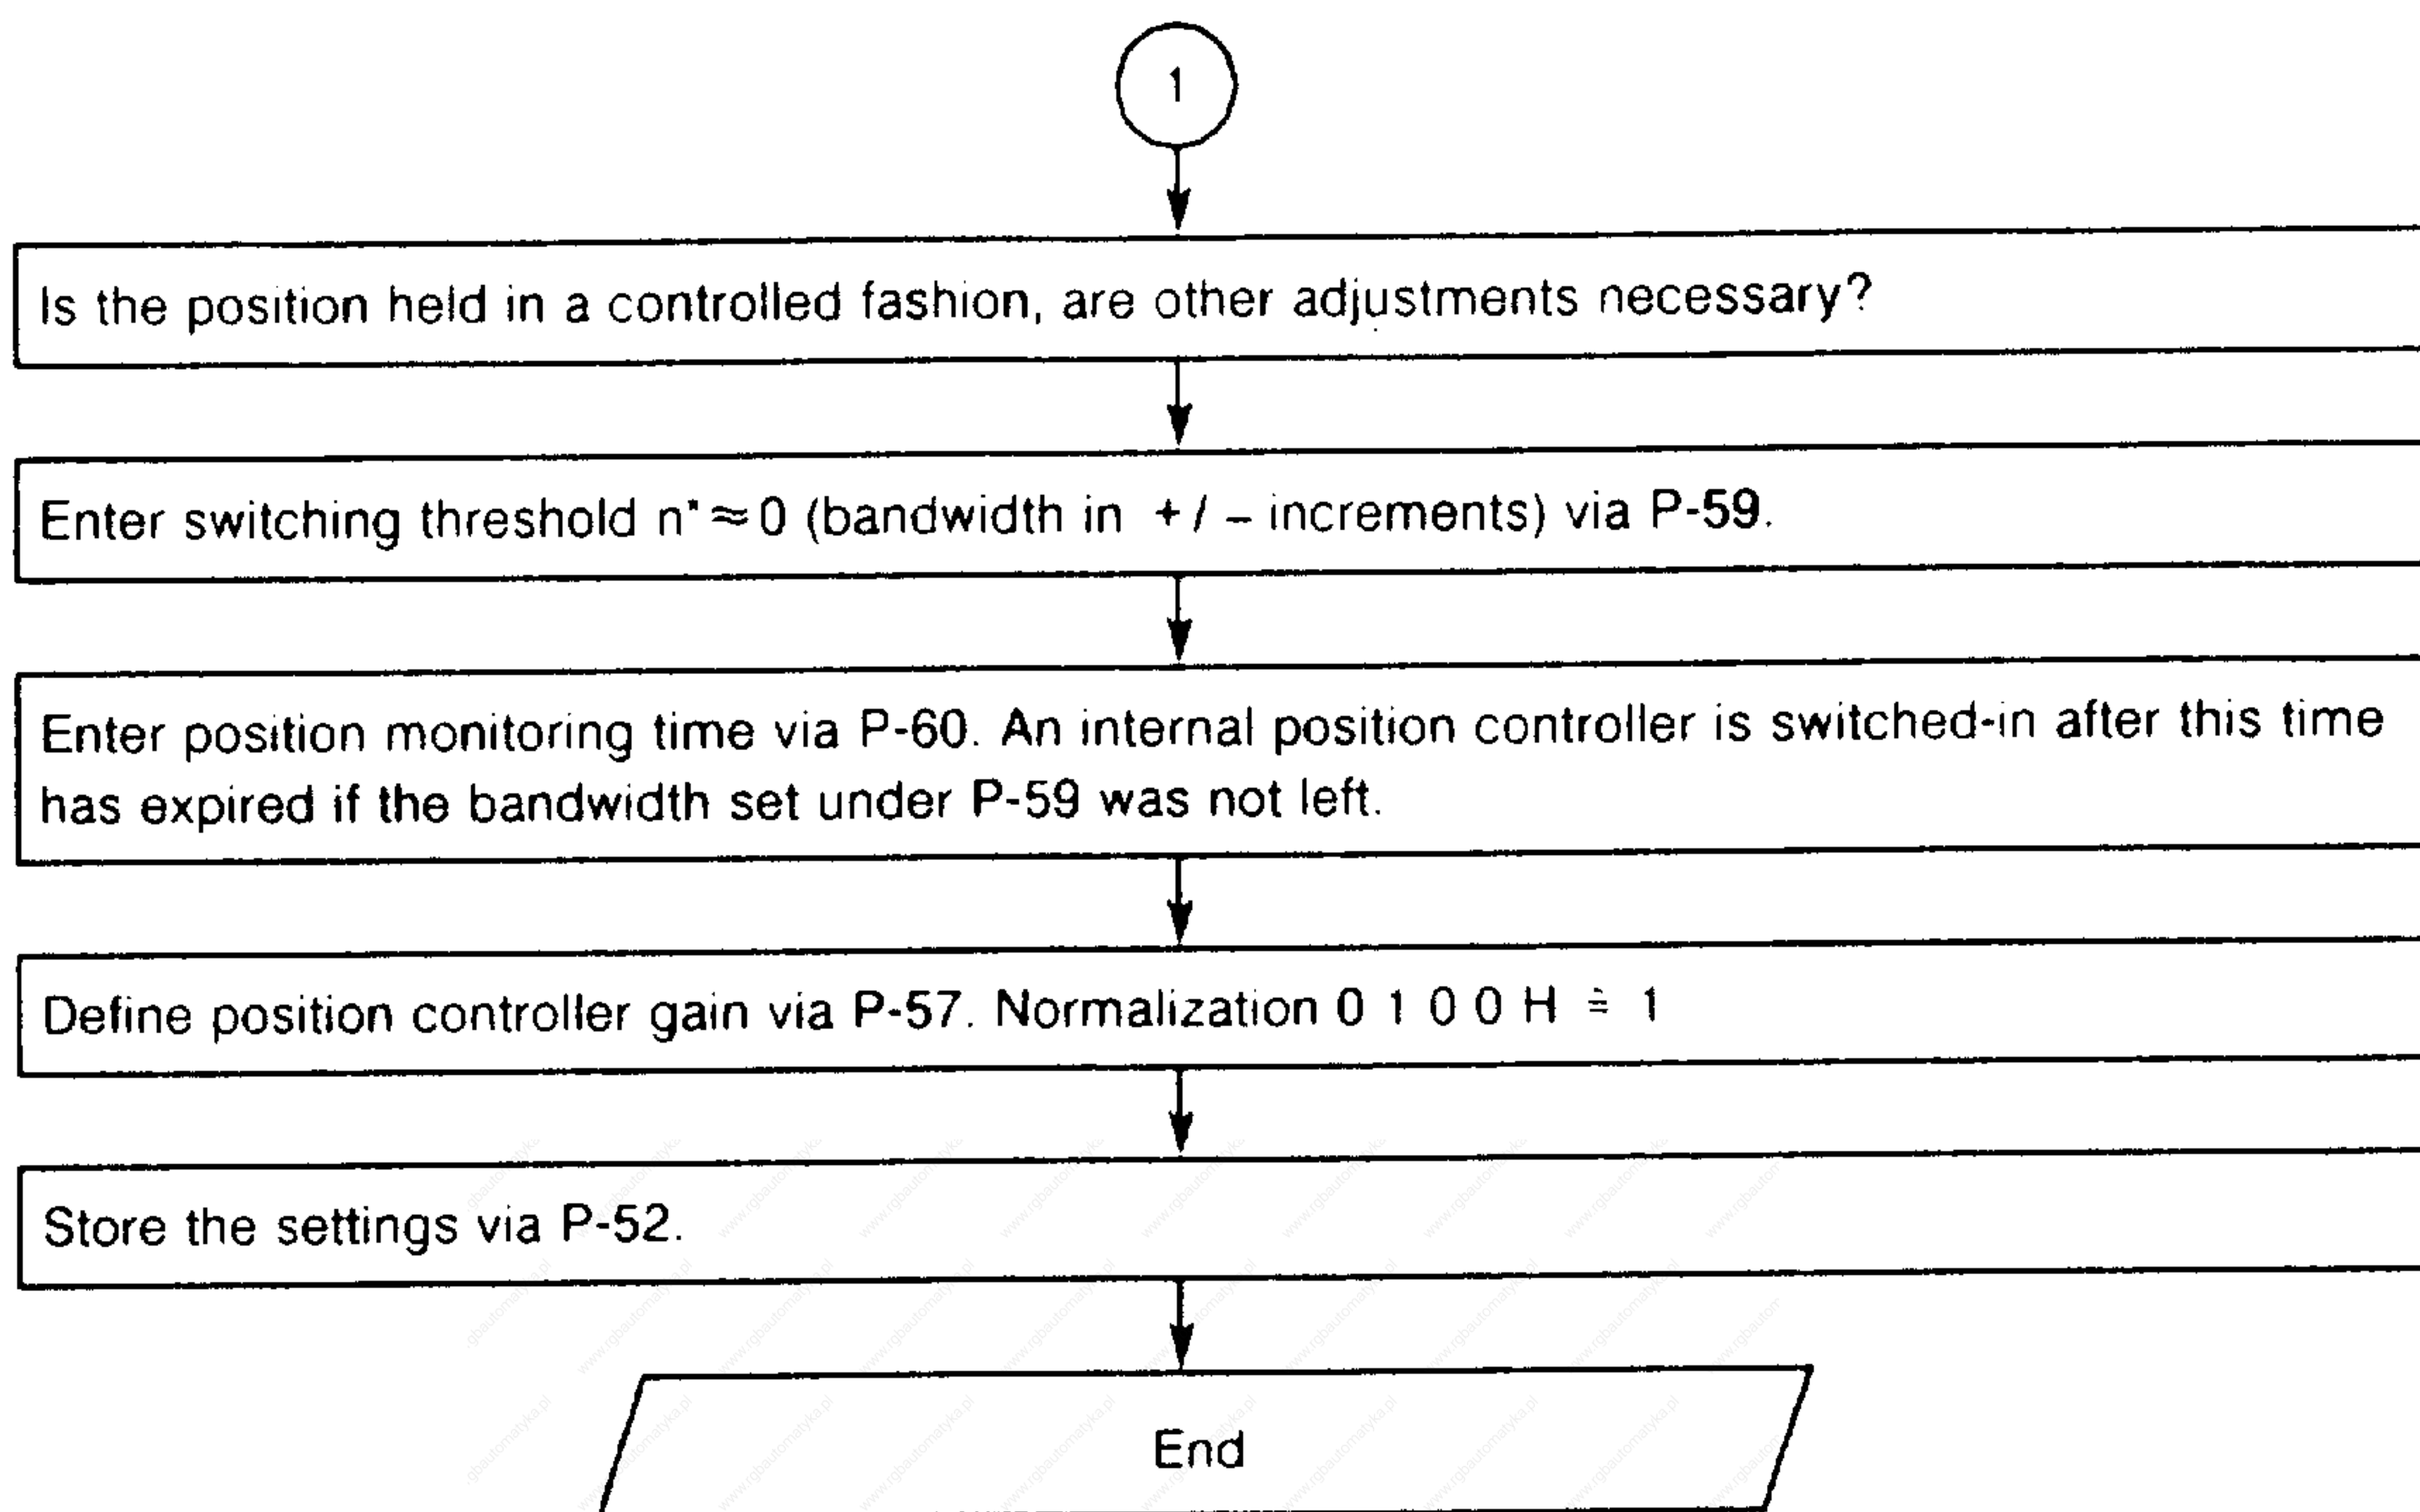 1
Is the position held in a controlled fashion, are other adjustments necessary?
Enter switching threshold n*≈0 (bandwidth in +/– increments) via P-59.
Enter position monitoring time via P-60. An internal position controller is switched-in after this time
has expired if the bandwidth set under P-59 was not left.
Define position controller gain via P-57. Normalization 0 1 0 0 H ≙ 1
Store the settings via P-52.
End
www.rgbautomatyka.pl